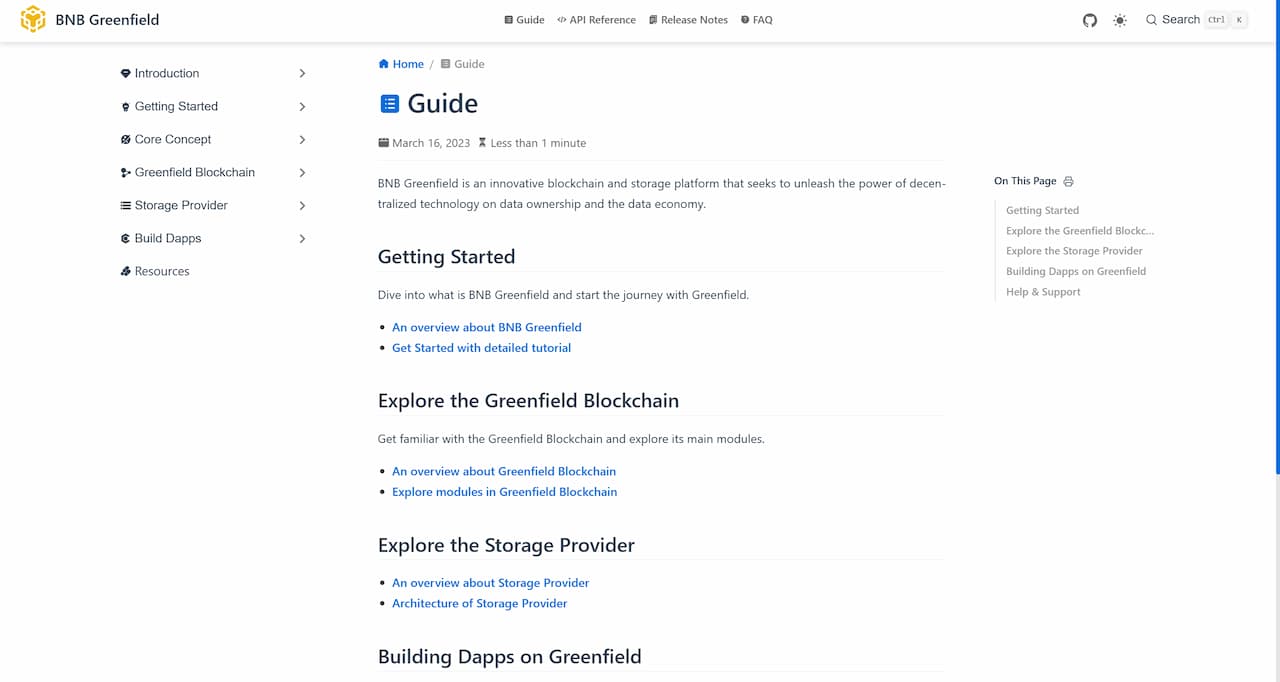 BNB Greenfield
Guide
API Reference
Release Notes
FAQ
Search Ctrl K
Introduction
Getting Started
Core Concept
Greenfield Blockchain
Storage Provider
Build Dapps
Resources
Home / Guide
Guide
March 16, 2023 Less than 1 minute
BNB Greenfield is an innovative blockchain and storage platform that seeks to unleash the power of decen-
tralized technology on data ownership and the data economy.
Getting Started
Dive into what is BNB Greenfield and start the journey with Greenfield.
An overview about BNB Greenfield
Get Started with detailed tutorial
Explore the Greenfield Blockchain
Get familiar with the Greenfield Blockchain and explore its main modules.
An overview about Greenfield Blockchain
Explore modules in Greenfield Blockchain
Explore the Storage Provider
An overview about Storage Provider
Architecture of Storage Provider
Building Dapps on Greenfield
On This Page
Getting Started
Explore the Greenfield Blockc...
Explore the Storage Provider
Building Dapps on Greenfield
Help & Support